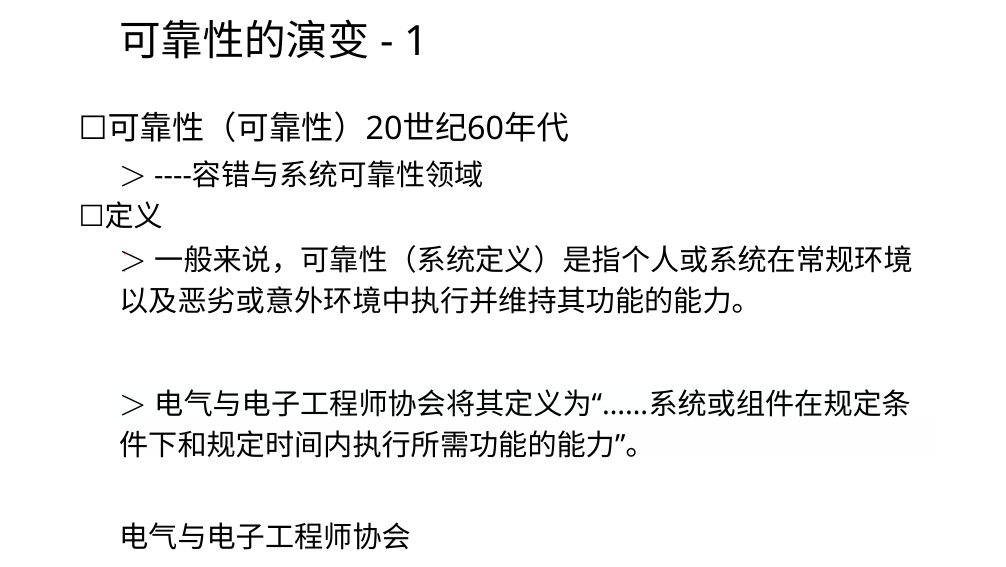 可靠性的演变 - 1
□可靠性（可靠性）20世纪60年代
＞ ----容错与系统可靠性领域
□定义
＞ 一般来说，可靠性（系统定义）是指个人或系统在常规环境
以及恶劣或意外环境中执行并维持其功能的能力。
＞ 电气与电子工程师协会将其定义为“......系统或组件在规定条
件下和规定时间内执行所需功能的能力”。
电气与电子工程师协会